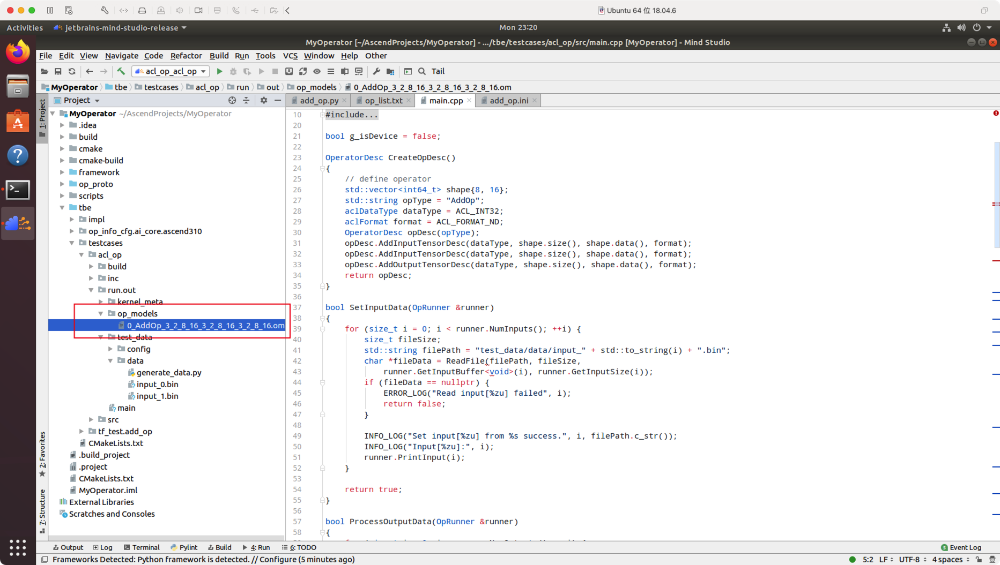 Ubuntu 64 位 18.04.6
Activities
jetbrains-mind-studio-release
Mon 23:20
MyOperator [~/AscendProjects/MyOperator] - .../tbe/testcases/acl_op/src/main.cpp [MyOperator] - Mind Studio
File Edit View Navigate Code Refactor Build Run Tools VCS Window Help Other
acl_op_acl_op
Tail
MyOperator tbe testcases acl_op run out op_models 0_AddOp_3_2_8_16_3_2_8_16_3_2_8_16.om
Project
add_op.py op_list.txt main.cpp add_op.ini
1: Project
2: Favorites
7: Structure
MyOperator ~/AscendProjects/MyOperator
.idea
build
cmake
cmake-build
framework
op_proto
scripts
tbe
impl
op_info_cfg.ai_core.ascend310
testcases
acl_op
build
inc
run.out
kernel_meta
op_models
0_AddOp_3_2_8_16_3_2_8_16_3_2_8_16.om
test_data
config
data
generate_data.py
input_0.bin
input_1.bin
main
src
tf_test.add_op
CMakeLists.txt
.build_project
.project
CMakeLists.txt
MyOperator.iml
External Libraries
Scratches and Consoles
10 #include...
20
21 bool g_isDevice = false;
22
23 OperatorDesc CreateOpDesc()
24 {
25 // define operator
26 std::vector<int64_t> shape{8, 16};
27 std::string opType = "AddOp";
28 aclDataType dataType = ACL_INT32;
29 aclFormat format = ACL_FORMAT_ND;
30 OperatorDesc opDesc(opType);
31 opDesc.AddInputTensorDesc(dataType, shape.size(), shape.data(), format);
32 opDesc.AddInputTensorDesc(dataType, shape.size(), shape.data(), format);
33 opDesc.AddOutputTensorDesc(dataType, shape.size(), shape.data(), format);
34 return opDesc;
35 }
36
37 bool SetInputData(OpRunner &runner)
38 {
39 for (size_t i = 0; i < runner.NumInputs(); ++i) {
40 size_t fileSize;
41 std::string filePath = "test_data/data/input_" + std::to_string(i) + ".bin";
42 char *fileData = ReadFile(filePath, fileSize,
43 runner.GetInputBuffer<void>(i), runner.GetInputSize(i));
44 if (fileData == nullptr) {
45 ERROR_LOG("Read input[%zu] failed", i);
46 return false;
47 }
48
49 INFO_LOG("Set input[%zu] from %s success.", i, filePath.c_str());
50 INFO_LOG("Input[%zu]:", i);
51 runner.PrintInput(i);
52 }
53
54 return true;
55 }
56
57 bool ProcessOutputData(OpRunner &runner)
58 {
Output Log Terminal Pylint Build 4: Run 6: TODO
5 Event Log
Frameworks Detected: Python framework is detected. // Configure (5 minutes ago)
5:2 LF UTF-8 4 spaces